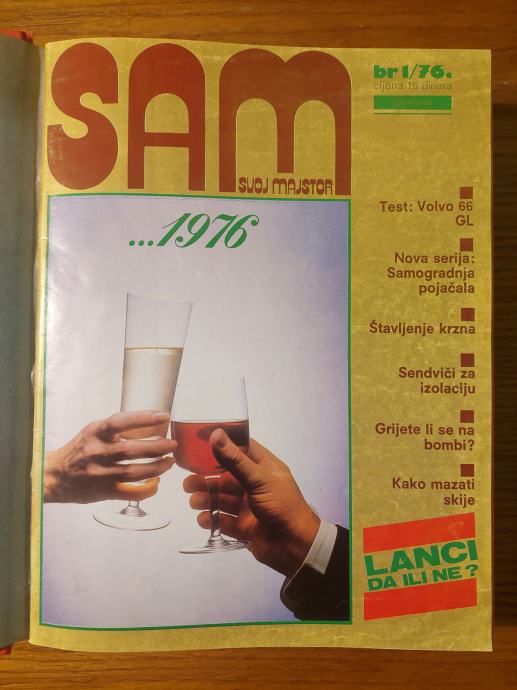 SAM
SVOJ MAJSTOR
br 1/76.
cijena 15 dinara
...1976
Test: Volvo 66
GL
Nova serija:
Samogradnja
pojačala
Štavljenje krzna
Sendviči za
izolaciju
Grijete li se na
bombi?
Kako mazati
skije
LANCI
DA ILI NE?